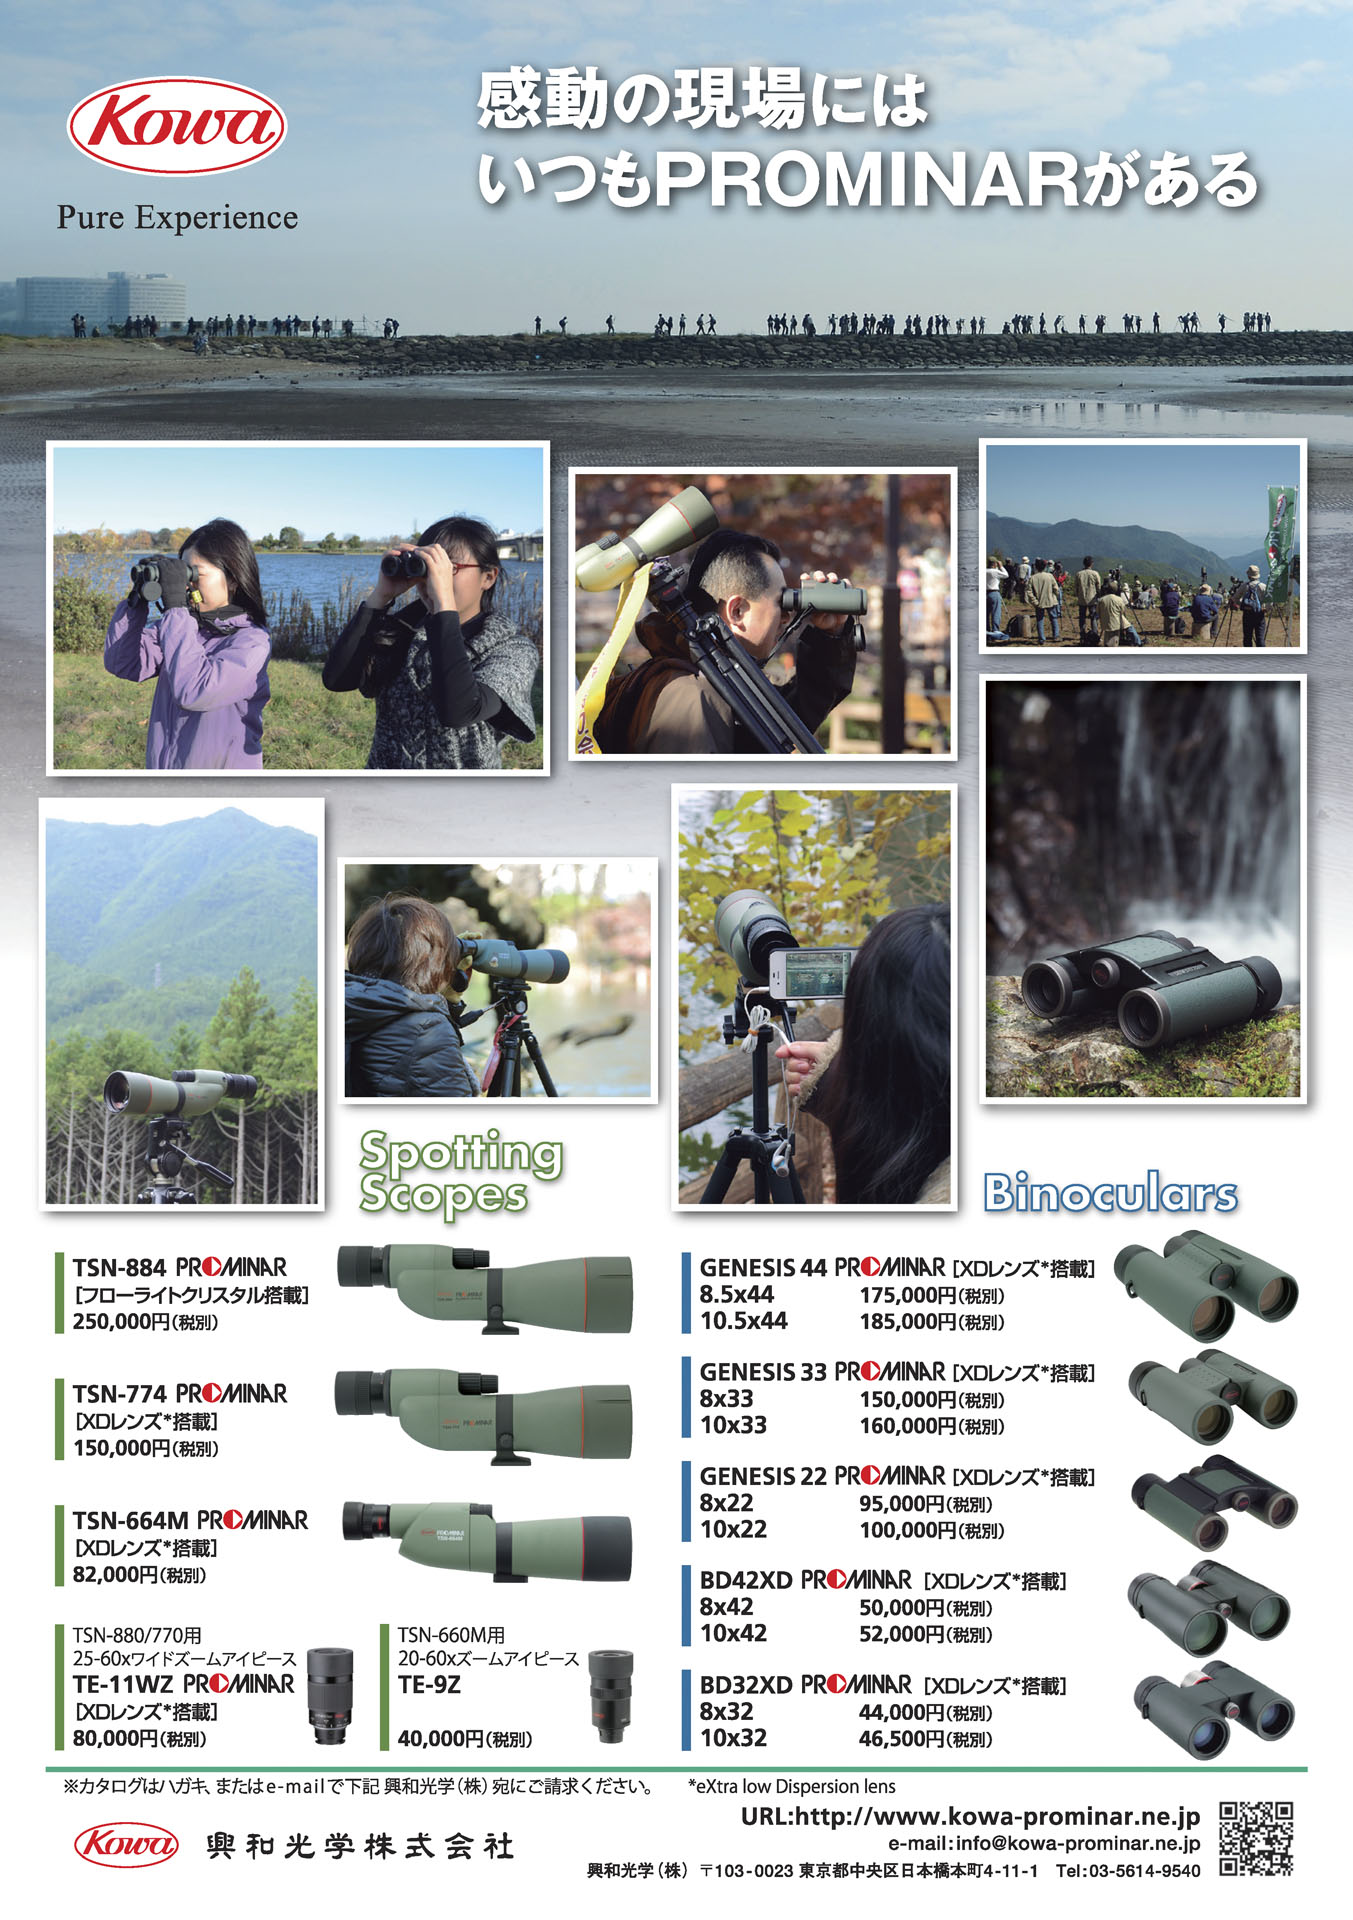 Kowa
Pure Experience
感動の現場には
いつもPROMINARがある
Spotting
Scopes
TSN-884 PROMINAR
[フローライトクリスタル搭載]
250,000円(税別)
TSN-774 PROMINAR
[XDレンズ*搭載]
150,000円(税別)
TSN-664M PROMINAR
[XDレンズ*搭載]
82,000円(税別)
TSN-880/770用
25-60xワイドズームアイピース
TE-11WZ PROMINAR
[XDレンズ*搭載]
80,000円(税別)
TSN-660M用
20-60xズームアイピース
TE-9Z
40,000円(税別)
Binoculars
GENESIS 44 PROMINAR [XDレンズ*搭載]
8.5x44 175,000円(税別)
10.5x44 185,000円(税別)
GENESIS 33 PROMINAR [XDレンズ*搭載]
8x33 150,000円(税別)
10x33 160,000円(税別)
GENESIS 22 PROMINAR [XDレンズ*搭載]
8x22 95,000円(税別)
10x22 100,000円(税別)
BD42XD PROMINAR [XDレンズ*搭載]
8x42 50,000円(税別)
10x42 52,000円(税別)
BD32XD PROMINAR [XDレンズ*搭載]
8x32 44,000円(税別)
10x32 46,500円(税別)
※カタログはハガキ、またはe-mailで下記 興和光学(株)宛にご請求ください。 *eXtra low Dispersion lens
URL:http://www.kowa-prominar.ne.jp
e-mail:info@kowa-prominar.ne.jp
Kowa 興和光学株式会社
興和光学(株) 〒103-0023 東京都中央区日本橋本町4-11-1 Tel:03-5614-9540